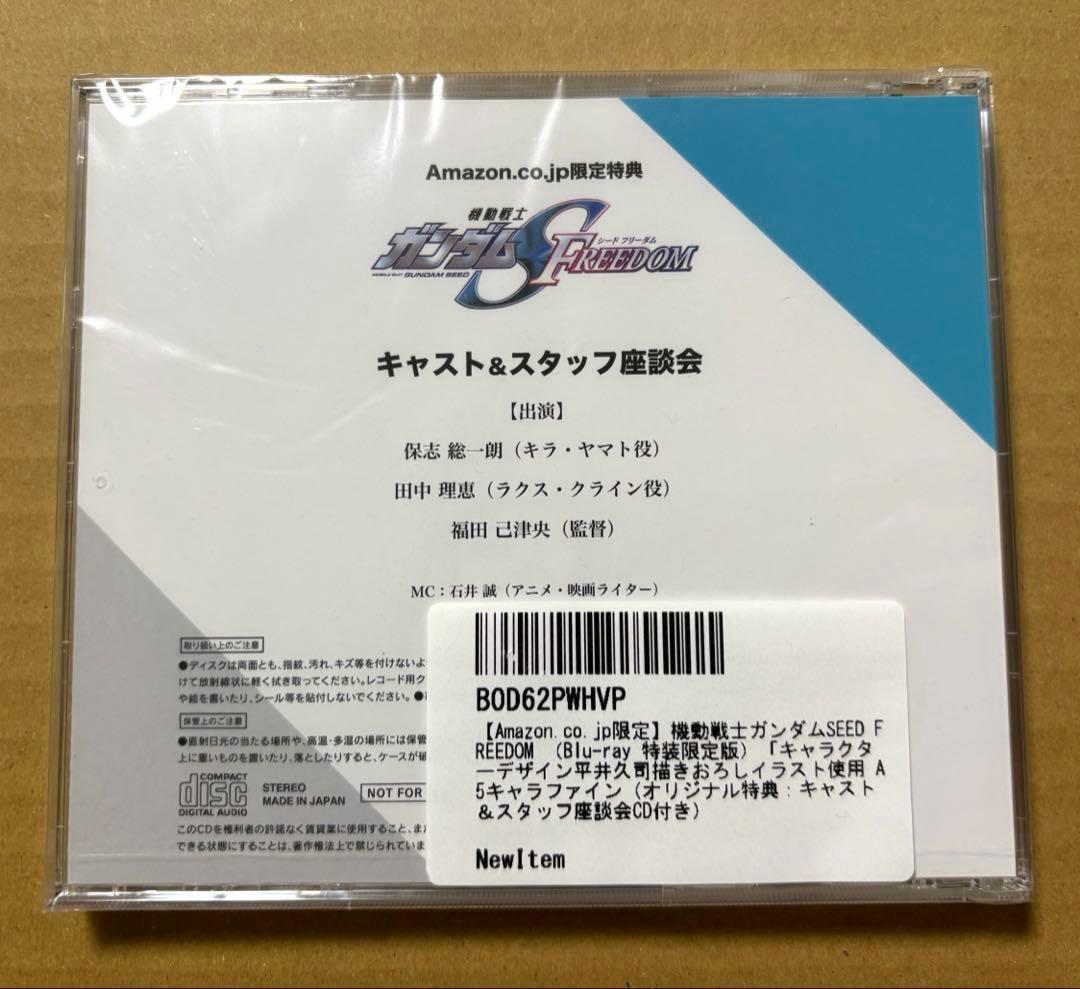 Amazon.co.jp限定特典
機動戦士
ガンダムS
シード フリーダム
FREEDOM
MOBILE SUIT GUNDAM SEED
キャスト&スタッフ座談会
【出演】
保志 総一朗（キラ・ヤマト役）
田中 理恵（ラクス・クライン役）
福田 己津央（監督）
MC：石井 誠（アニメ・映画ライター）
取り扱い上のご注意
●ディスクは両面とも、指紋、汚れ、キズ等を付けないよ
けて放射線状に軽く拭き取ってください。レコード用ク
や絵を書いたり、シール等を貼付しないでください。●
保管上のご注意
●直射日光の当たる場所や、高温・多湿の場所には保管
上に重いものを置いたり、落としたりすると、ケースが破
COMPACT
disc
DIGITAL AUDIO
STEREO
MADE IN JAPAN
NOT FOR
このCDを権利者の許諾なく賃貸業に使用すること、また
できる状態にすることは、著作権法上で禁じられていま
B0D62PWHVP
【Amazon.co.jp限定】機動戦士ガンダムSEED F
REEDOM （Blu-ray 特装限定版）「キャラクタ
ーデザイン平井久司描きおろしイラスト使用 A
5キャラファイン（オリジナル特典：キャスト
＆スタッフ座談会CD付き）
NewItem